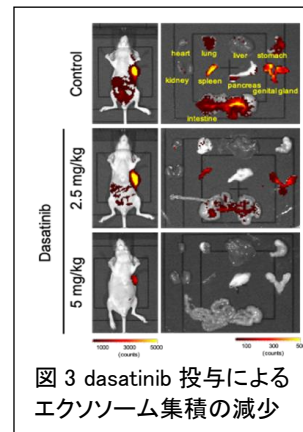 Control
heart lung liver stomach
kidney spleen pancreas genital gland
intestine
Dasatinib
2.5 mg/kg
5 mg/kg
1000 3000 5000
(counts)
100 300 50
(counts)
図 3 dasatinib 投与による
エクソソーム集積の減少